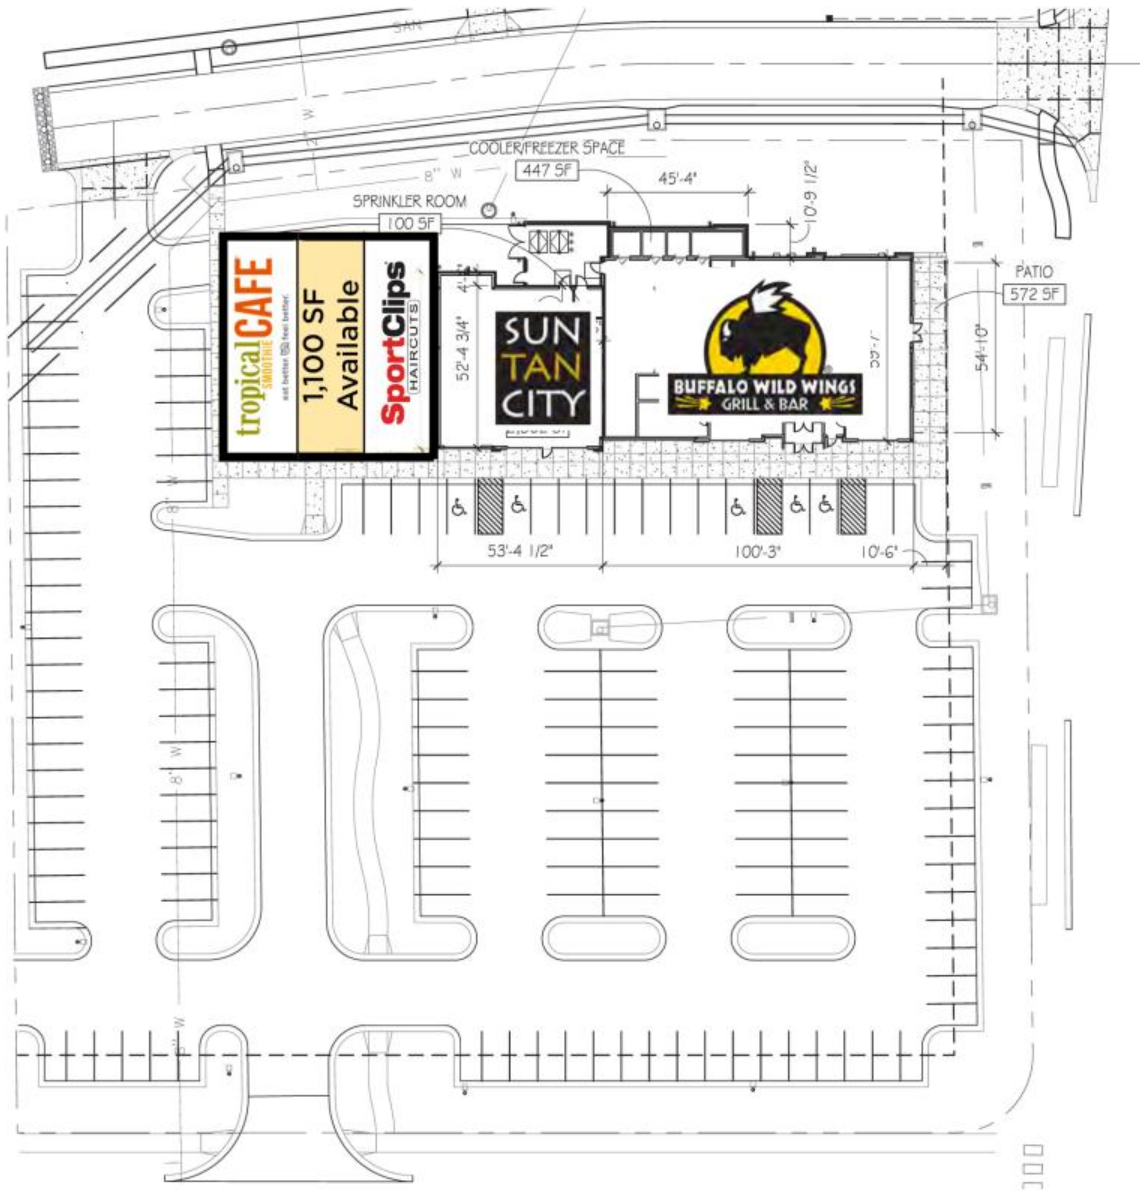 SAN
2" W
COOLER/FREEZER SPACE
447 SF
8" W
45'-4"
10'-9 1/2"
SPRINKLER ROOM
100 SF
PATIO
572 SF
tropical
SMOOTHIE
CAFE
eat better feel better.
1,100 SF
Available
SportClips
HAIRCUTS
52'-4 3/4"
SUN
TAN
CITY
BUFFALO WILD WINGS
GRILL & BAR
54'-10"
8" W
53'-4 1/2"
100'-3"
10'-6"
8" W